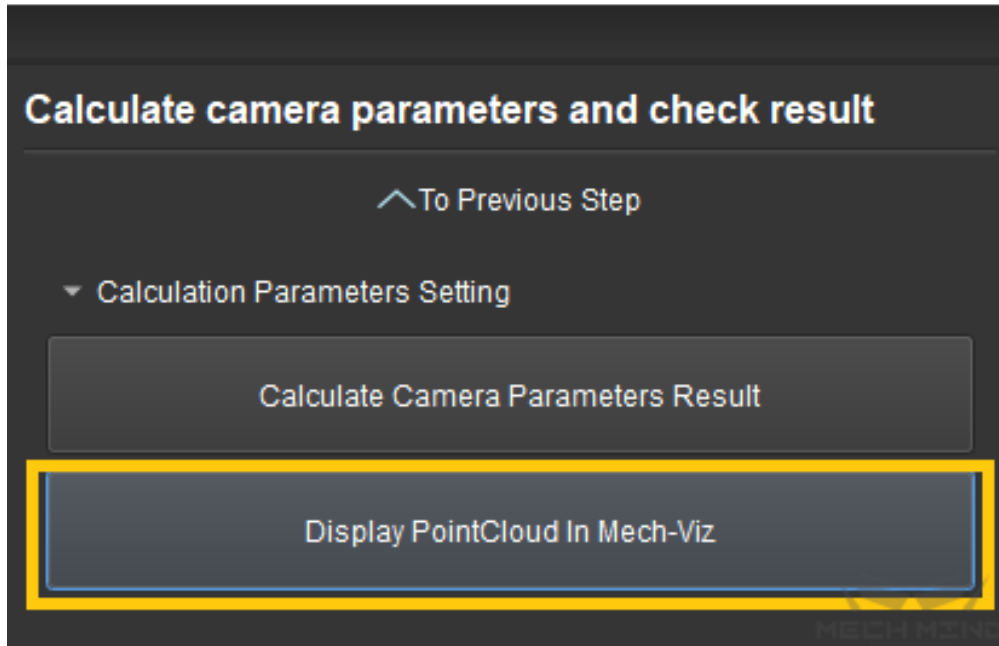 Calculate camera parameters and check result
To Previous Step
Calculation Parameters Setting
Calculate Camera Parameters Result
Display PointCloud In Mech-Viz
MECH MIND